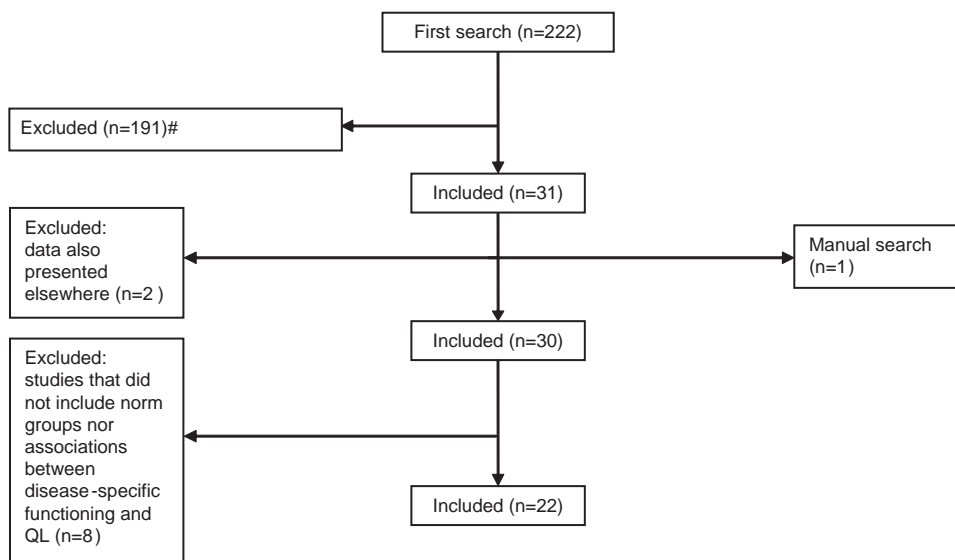 First search (n=222)
Excluded (n=191)#
Included (n=31)
Excluded:
data also
presented
elsewhere (n=2 )
Manual search
(n=1)
Included (n=30)
Excluded:
studies that did
not include norm
groups nor
associations
between
disease-specific
functioning and
QL (n=8)
Included (n=22)